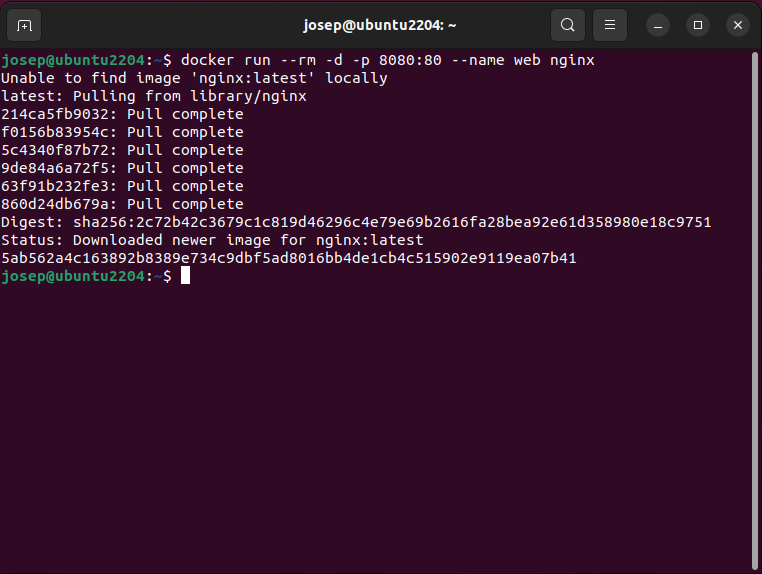 josep@ubuntu2204: ~
josep@ubuntu2204:~$ docker run --rm -d -p 8080:80 --name web nginx
Unable to find image 'nginx:latest' locally
latest: Pulling from library/nginx
214ca5fb9032: Pull complete
f0156b83954c: Pull complete
5c4340f87b72: Pull complete
9de84a6a72f5: Pull complete
63f91b232fe3: Pull complete
860d24db679a: Pull complete
Digest: sha256:2c72b42c3679c1c819d46296c4e79e69b2616fa28bea92e61d358980e18c9751
Status: Downloaded newer image for nginx:latest
5ab562a4c163892b8389e734c9dbf5ad8016bb4de1cb4c515902e9119ea07b41
josep@ubuntu2204:~$